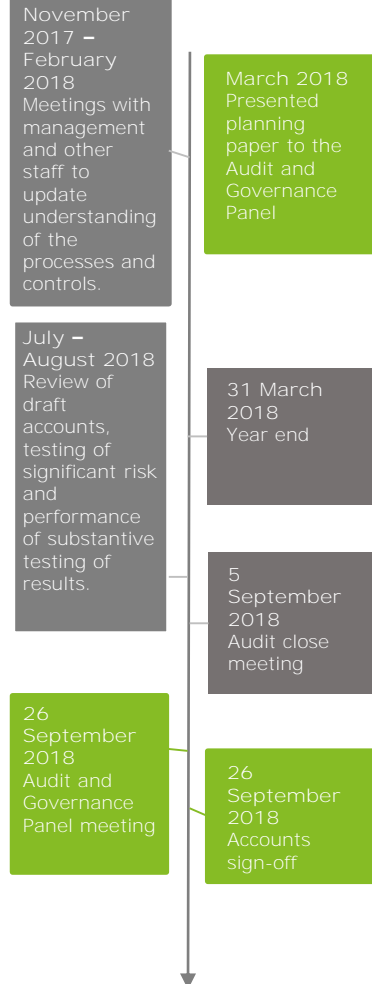 November
2017 –
February
2018
Meetings with
management
and other
staff to
update
understanding
of the
processes and
controls.
March 2018
Presented
planning
paper to the
Audit and
Governance
Panel
July –
August 2018
Review of
draft
accounts,
testing of
significant risk
and
performance
of substantive
testing of
results.
31 March
2018
Year end
5
September
2018
Audit close
meeting
26
September
2018
Audit and
Governance
Panel meeting
26
September
2018
Accounts
sign-off